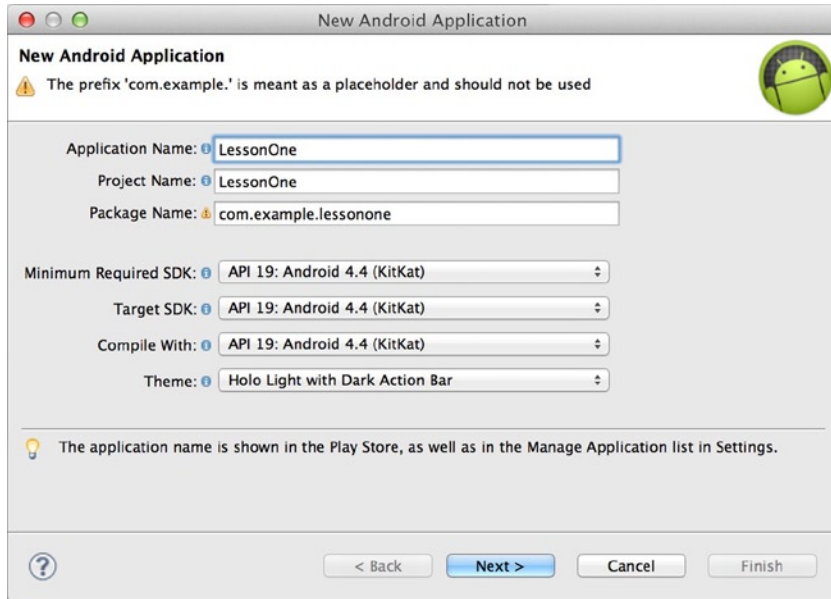 New Android Application
New Android Application
The prefix 'com.example.' is meant as a placeholder and should not be used
Application Name: LessonOne
Project Name: LessonOne
Package Name: com.example.lessonone
Minimum Required SDK: API 19: Android 4.4 (KitKat)
Target SDK: API 19: Android 4.4 (KitKat)
Compile With: API 19: Android 4.4 (KitKat)
Theme: Holo Light with Dark Action Bar
The application name is shown in the Play Store, as well as in the Manage Application list in Settings.
? < Back Next > Cancel Finish